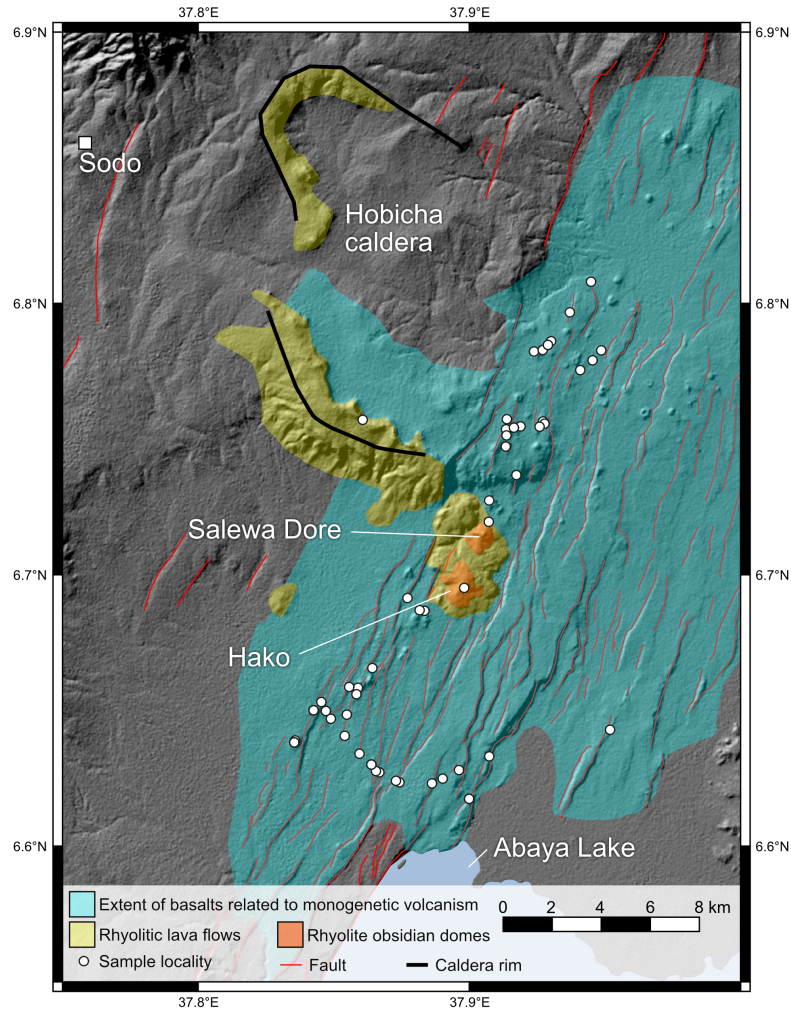 37.8°E 37.9°E
6.9°N 6.9°N
Sodo
Hobicha
caldera
6.8°N 6.8°N
Salewa Dore
6.7°N 6.7°N
Hako
6.6°N 6.6°N
Abaya Lake
Extent of basalts related to monogenetic volcanism
0 2 4 6 8 km
Rhyolitic lava flows Rhyolite obsidian domes
Sample locality Fault Caldera rim
37.8°E 37.9°E